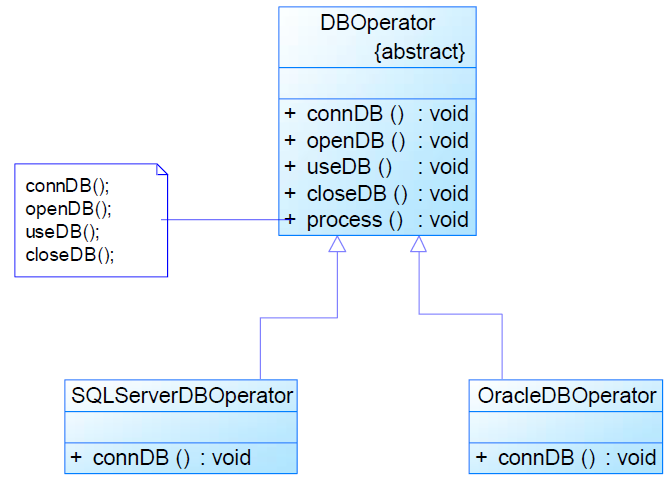 DBOperator
{abstract}
+ connDB () : void
+ openDB () : void
+ useDB () : void
+ closeDB () : void
+ process () : void
connDB();
openDB();
useDB();
closeDB();
SQLServerDBOperator
+ connDB () : void
OracleDBOperator
+ connDB () : void